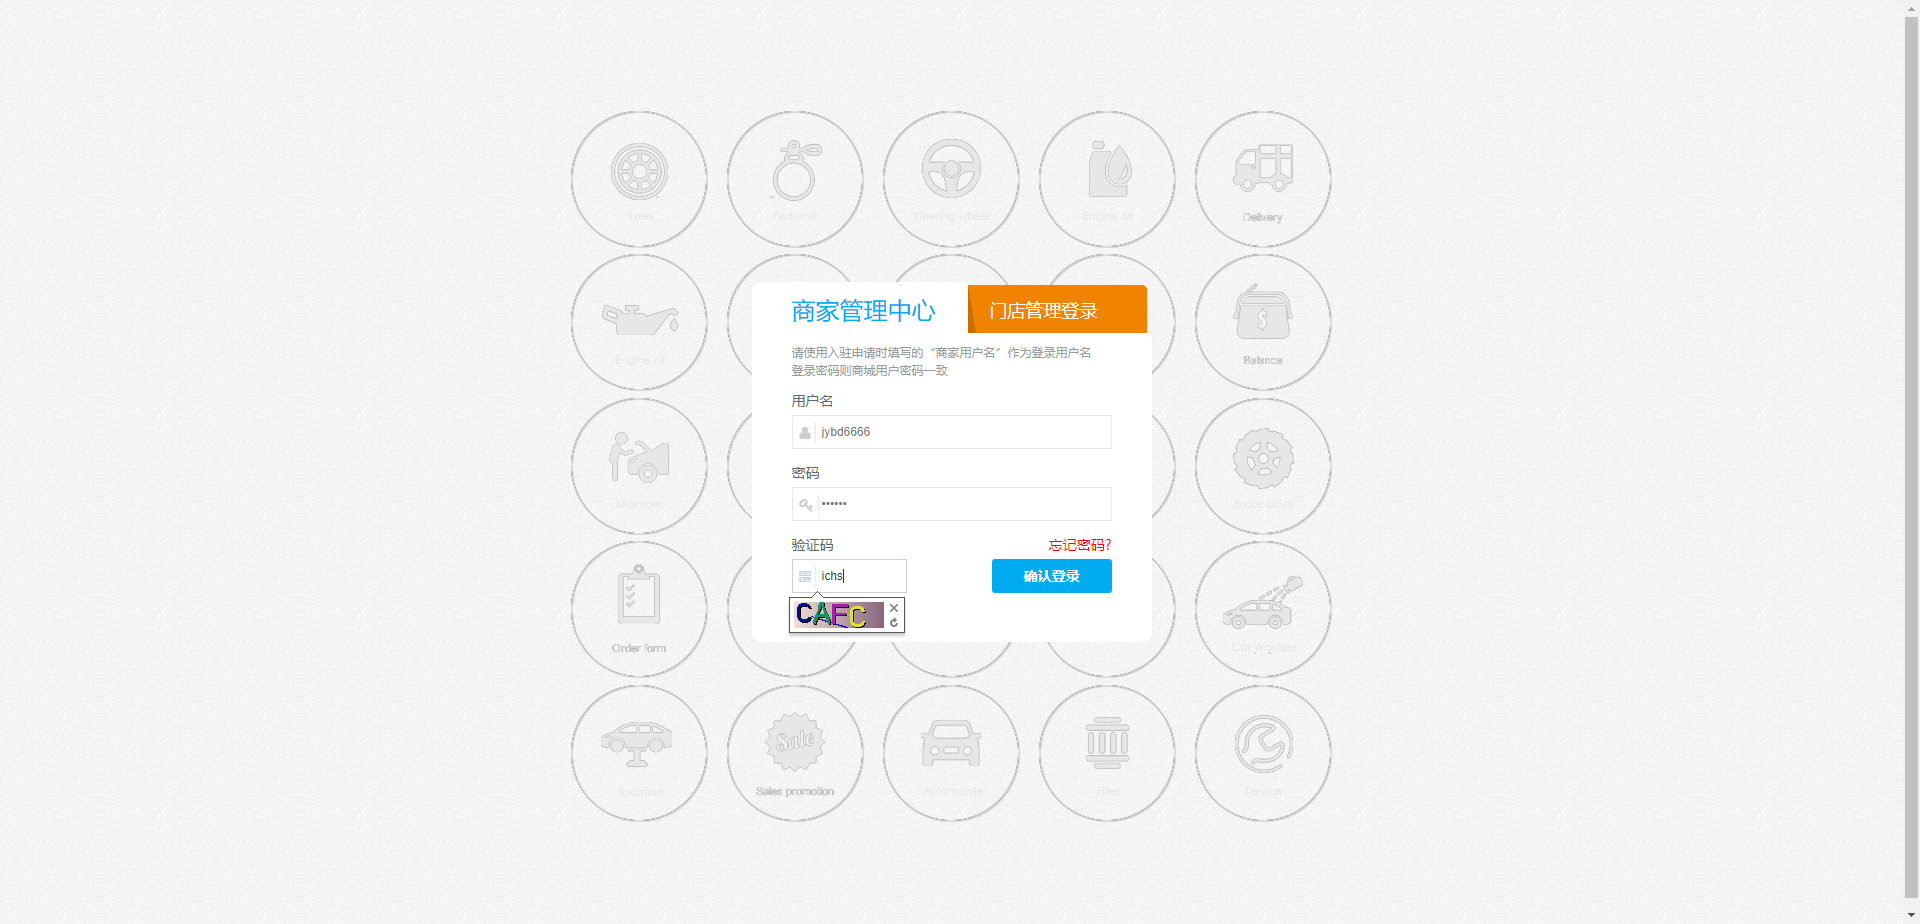 Tyres
Perfume
Steering wheel
Engine oil
Delivery
商家管理中心
门店管理登录
请使用入驻申请时填写的“商家用户名”作为登录用户名
登录密码则商城用户密码一致
用户名
jybd6666
密码
••••••
验证码
忘记密码?
ichs
确认登录
CAFC
Engine oil
$
Balance
Maintain
Brake block
Order form
Car Washers
location
Sale
Sales promotion
Automobile
Filter
Service